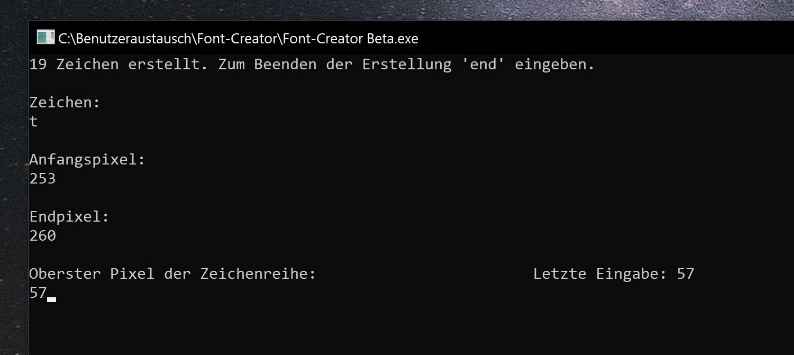 C:\Benutzeraustausch\Font-Creator\Font-Creator Beta.exe
19 Zeichen erstellt. Zum Beenden der Erstellung 'end' eingeben.
Zeichen:
t
Anfangspixel:
253
Endpixel:
260
Oberster Pixel der Zeichenreihe: Letzte Eingabe: 57
57